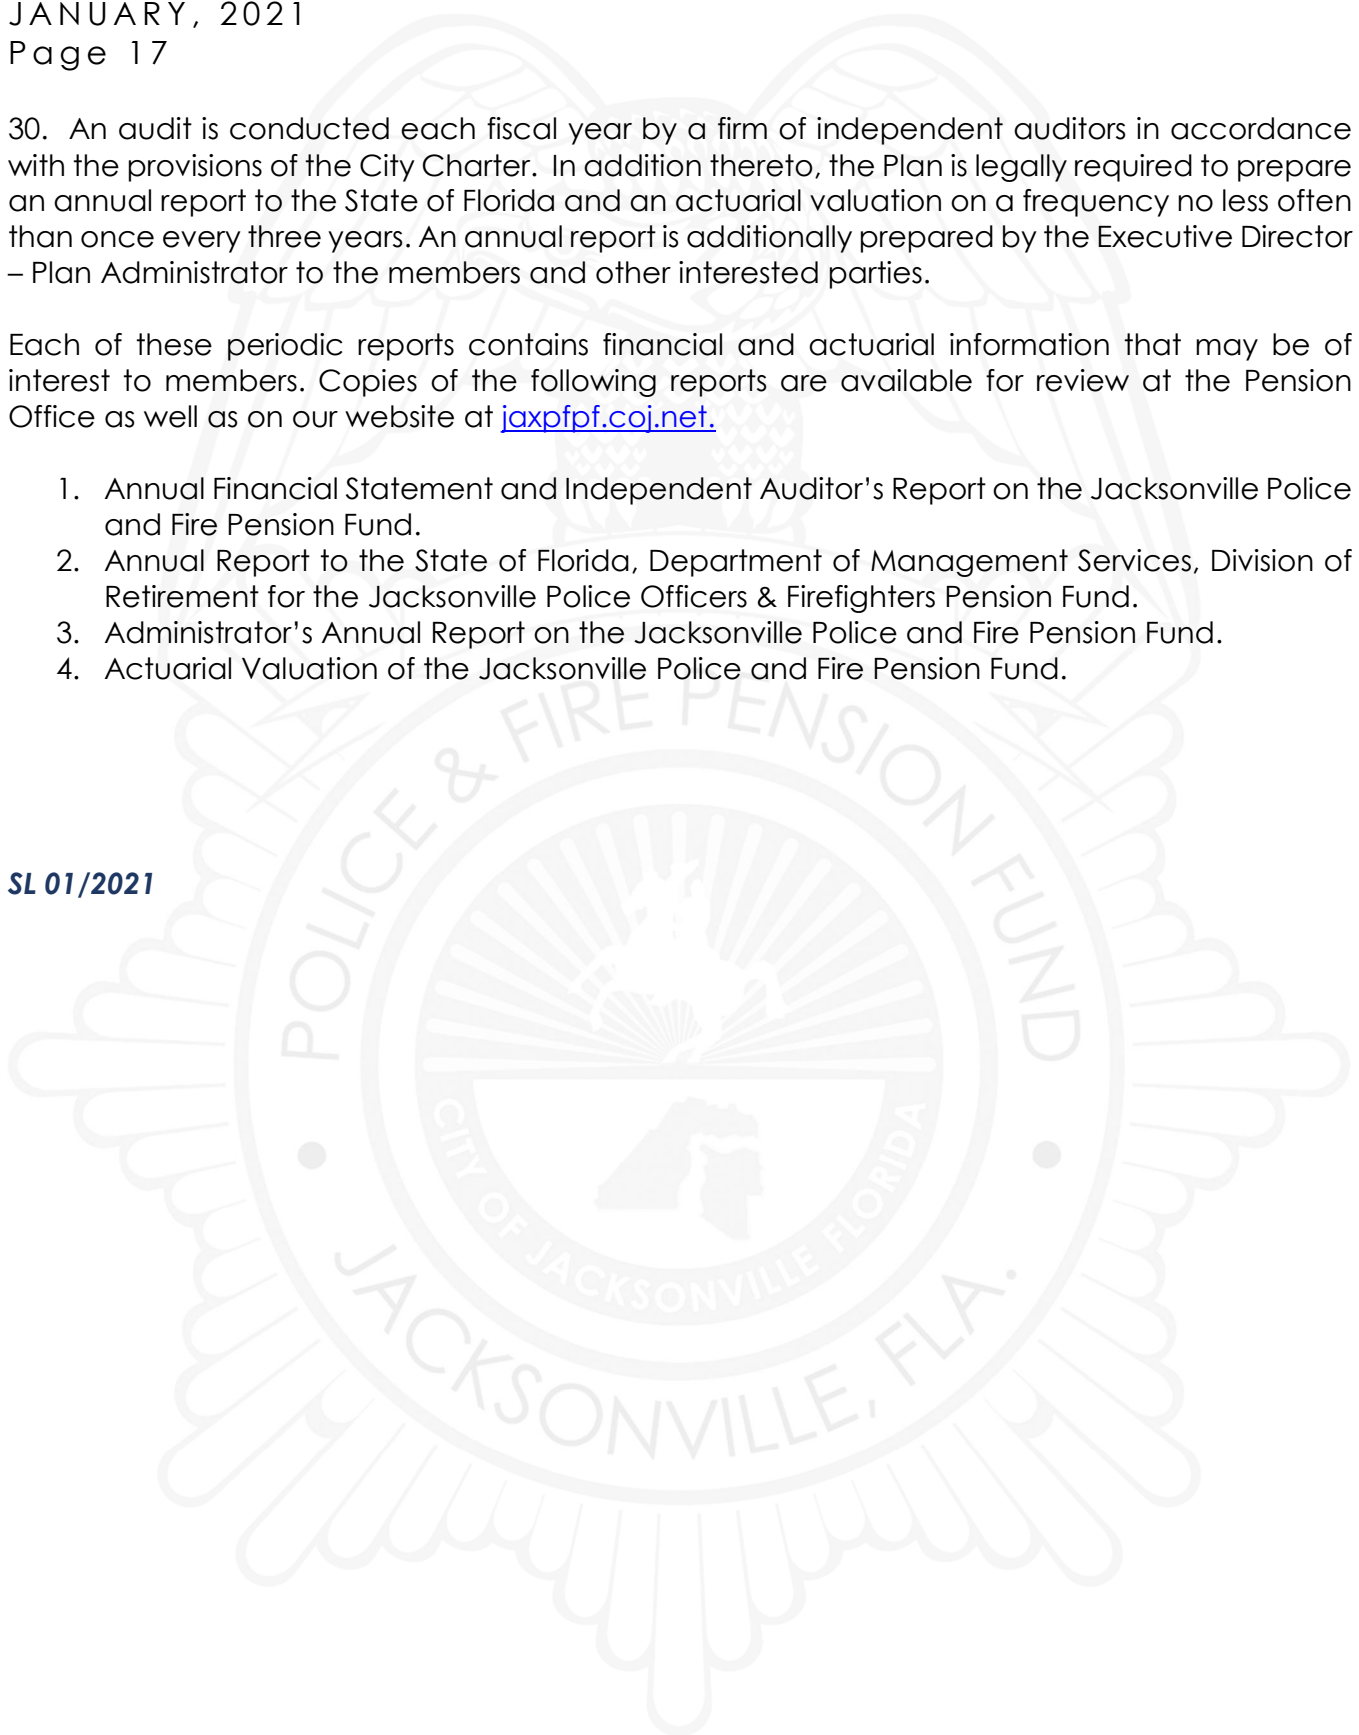 JANUARY, 2021
Page 17
30. An audit is conducted each fiscal year by a firm of independent auditors in accordance
with the provisions of the City Charter. In addition thereto, the Plan is legally required to prepare
an annual report to the State of Florida and an actuarial valuation on a frequency no less often
than once every three years. An annual report is additionally prepared by the Executive Director
– Plan Administrator to the members and other interested parties.
Each of these periodic reports contains financial and actuarial information that may be of
interest to members. Copies of the following reports are available for review at the Pension
Office as well as on our website at jaxpfpf.coj.net.
1. Annual Financial Statement and Independent Auditor’s Report on the Jacksonville Police
and Fire Pension Fund.
2. Annual Report to the State of Florida, Department of Management Services, Division of
Retirement for the Jacksonville Police Officers & Firefighters Pension Fund.
3. Administrator’s Annual Report on the Jacksonville Police and Fire Pension Fund.
4. Actuarial Valuation of the Jacksonville Police and Fire Pension Fund.
SL 01/2021
POLICE & FIRE PENSION FUND
CITY OF JACKSONVILLE FLORIDA
JACKSONVILLE, FLA.